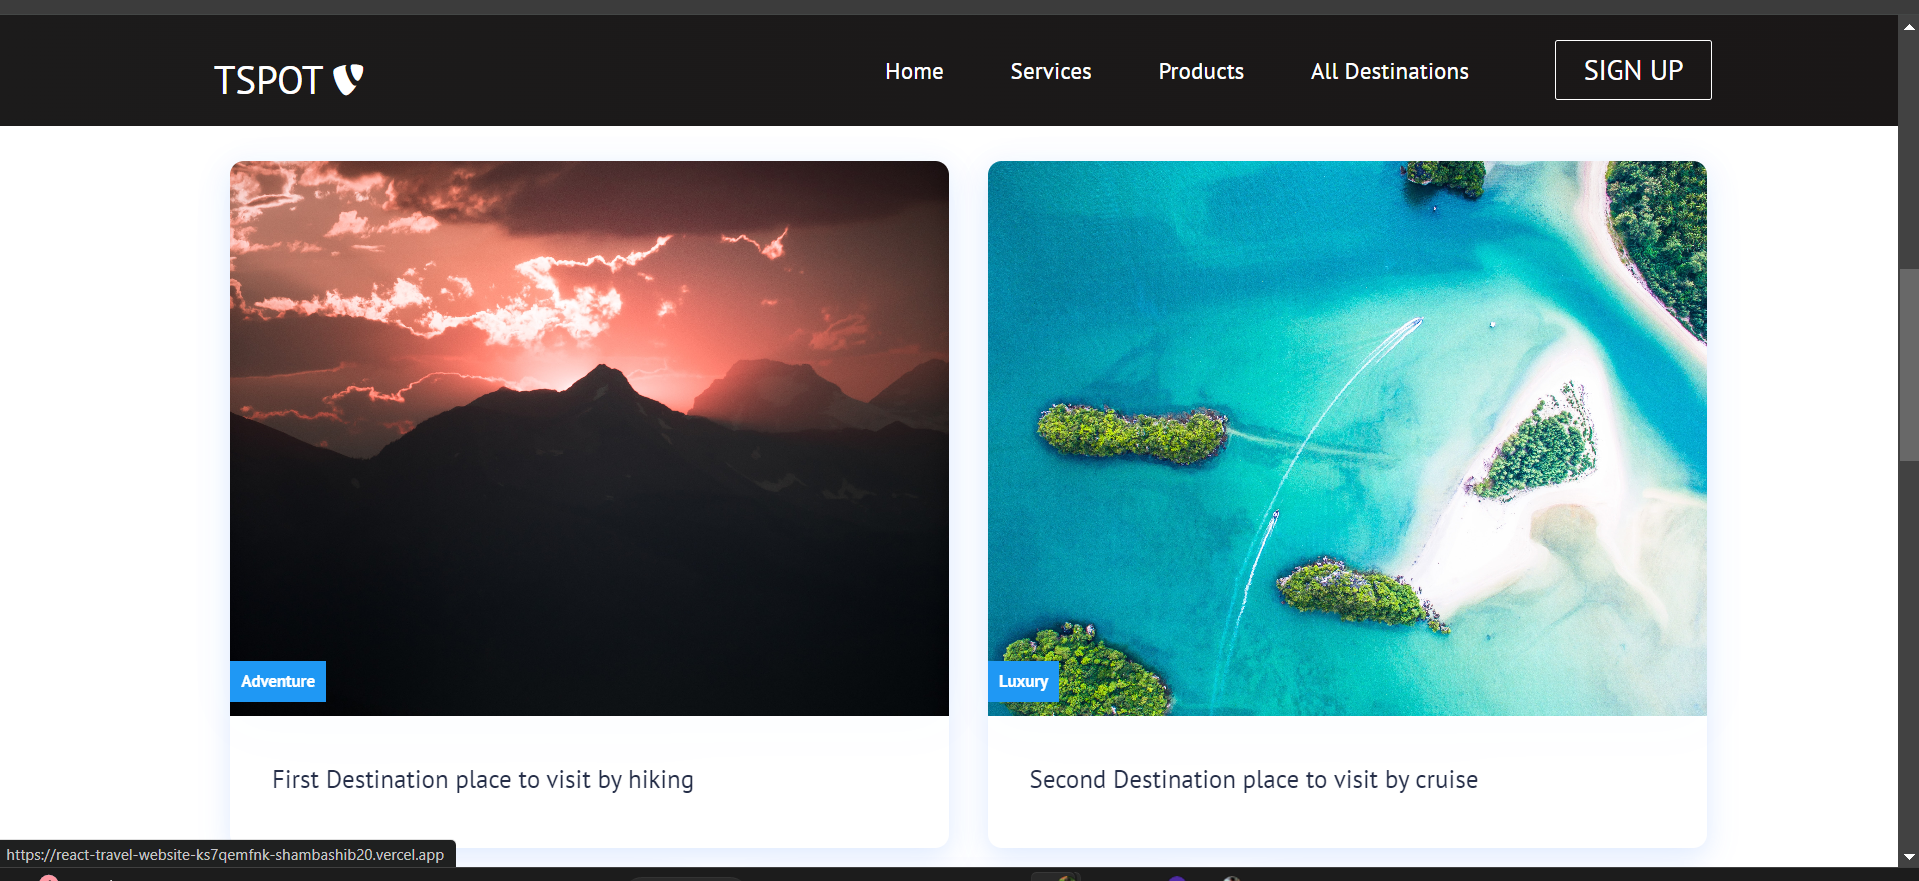 TSPOT
Home Services Products All Destinations SIGN UP
Adventure
Luxury
First Destination place to visit by hiking
Second Destination place to visit by cruise
https://react-travel-website-ks7qemfnk-shambashib20.vercel.app